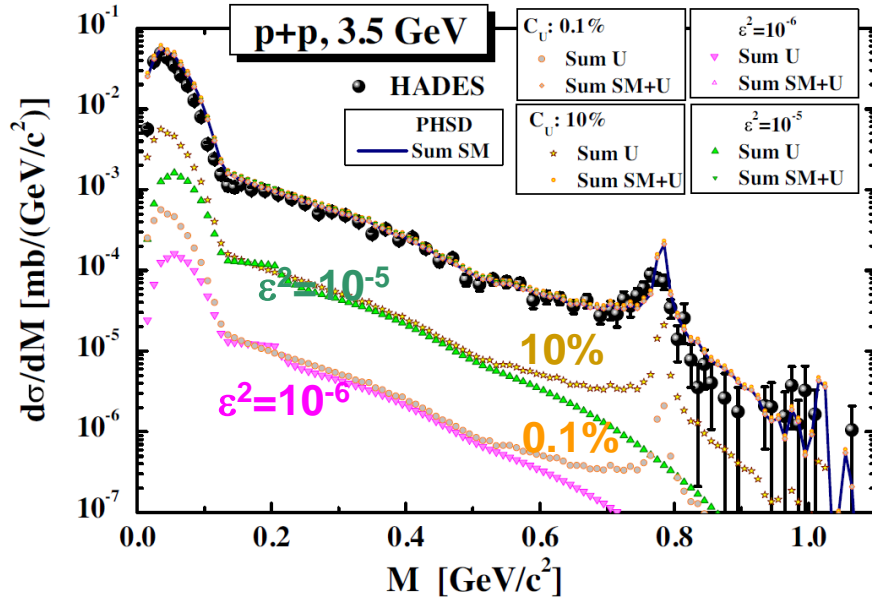 p+p, 3.5 GeV
HADES
PHSD
Sum SM
C_U: 0.1%
Sum U
Sum SM+U
ε²=10⁻⁶
Sum U
Sum SM+U
C_U: 10%
Sum U
Sum SM+U
ε²=10⁻⁵
Sum U
Sum SM+U
dσ/dM [mb/(GeV/c²)]
10⁻¹
10⁻²
10⁻³
10⁻⁴
10⁻⁵
10⁻⁶
10⁻⁷
ε²=10⁻⁵
10%
ε²=10⁻⁶
0.1%
0.0 0.2 0.4 0.6 0.8 1.0
M [GeV/c²]